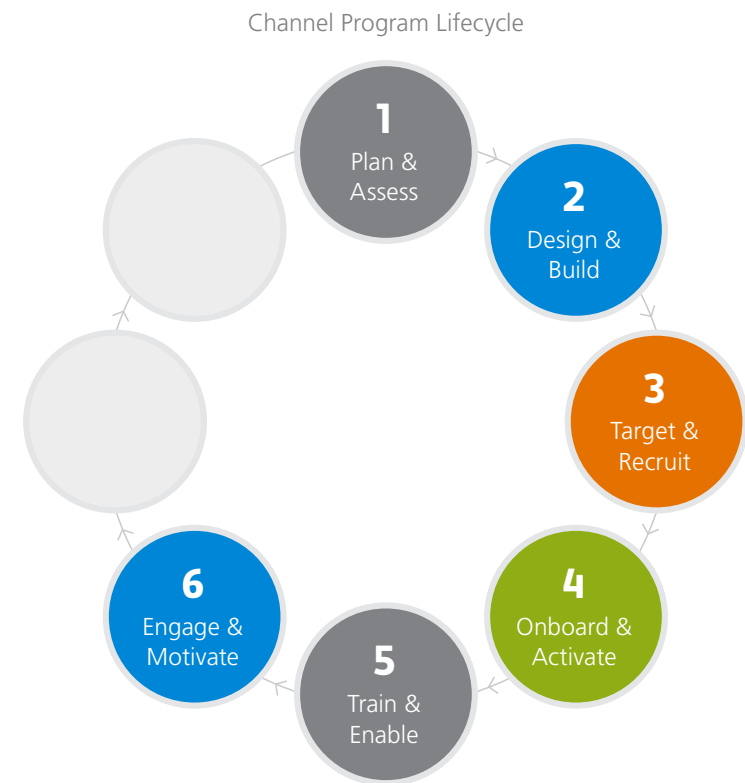 Channel Program Lifecycle
1
Plan &
Assess
2
Design &
Build
3
Target &
Recruit
4
Onboard &
Activate
5
Train &
Enable
6
Engage &
Motivate